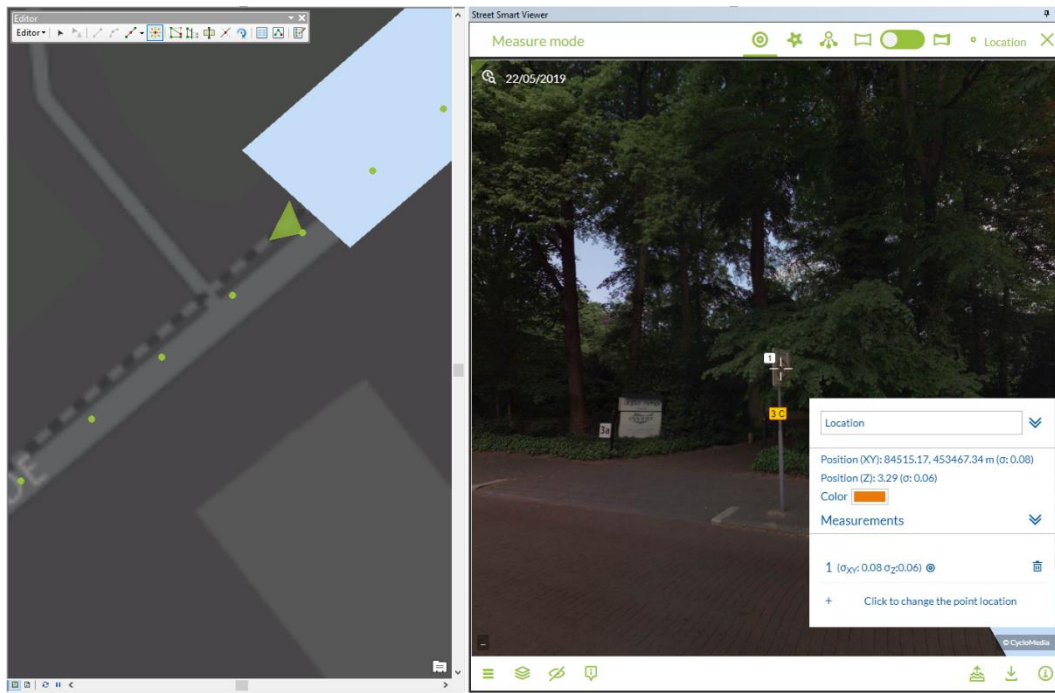 Editor
Editor
Street Smart Viewer
Measure mode
Location
22/05/2019
1
3 C
3a
Location
Position (XY): 84515.17, 453467.34 m (σ: 0.08)
Position (Z): 3.29 (σ: 0.06)
Color
Measurements
1 (σXY: 0.08 σZ:0.06)
+ Click to change the point location
© CycloMedia